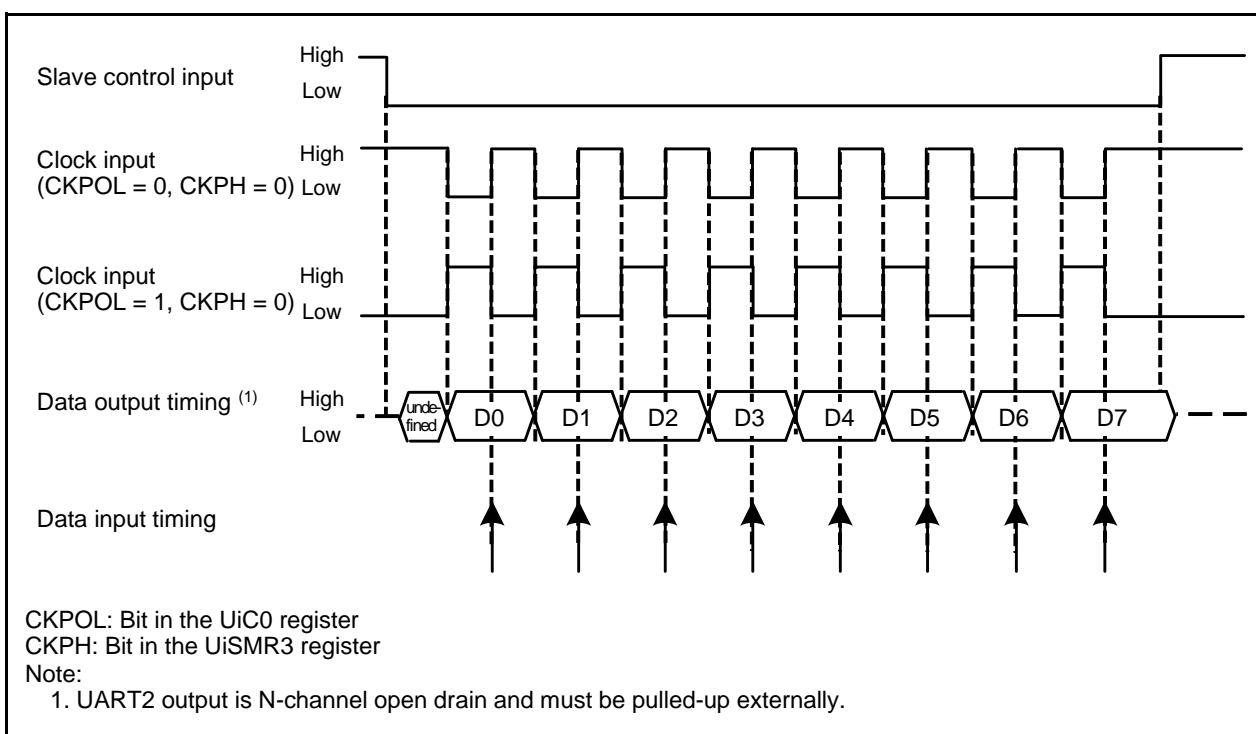 Slave control input
High
Low
Clock input
(CKPOL = 0, CKPH = 0)
High
Low
Clock input
(CKPOL = 1, CKPH = 0)
High
Low
Data output timing (1)
High
Low
unde-
fined
D0 D1 D2 D3 D4 D5 D6 D7
Data input timing
CKPOL: Bit in the UiC0 register
CKPH: Bit in the UiSMR3 register
Note:
1. UART2 output is N-channel open drain and must be pulled-up externally.